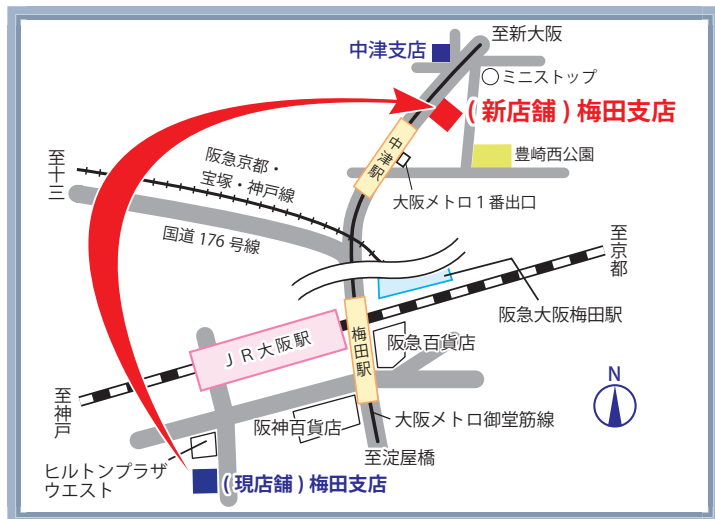 至新大阪
中津支店
ミニストップ
(新店舗)梅田支店
中津駅
豊崎西公園
至十三
阪急京都・
宝塚・神戸線
大阪メトロ1番出口
国道176号線
至京都
阪急大阪梅田駅
JR大阪駅
梅田駅
阪急百貨店
N
至神戸
阪神百貨店
大阪メトロ御堂筋線
至淀屋橋
ヒルトンプラザ
ウエスト
(現店舗)梅田支店